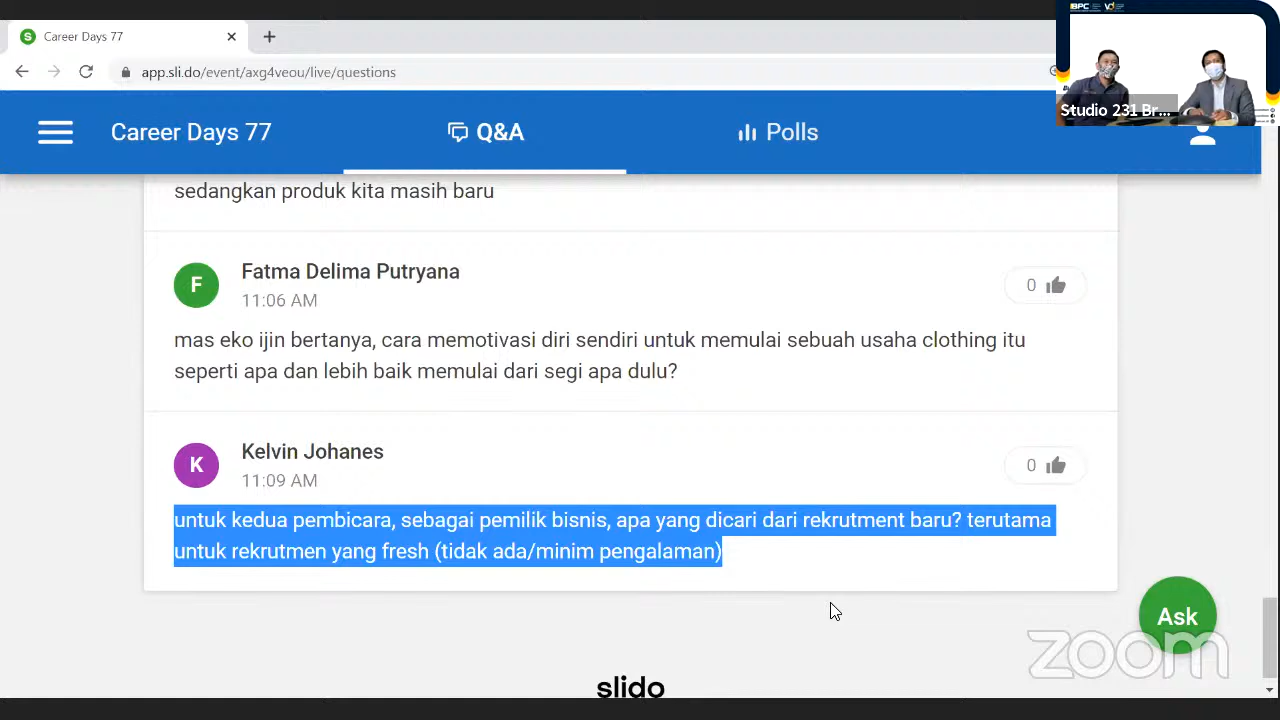 Career Days 77
app.sli.do/event/axg4veou/live/questions
BPC
Studio 231 Br...
Career Days 77
Q&A
Polls
sedangkan produk kita masih baru
F
Fatma Delima Putryana
0
11:06 AM
mas eko ijin bertanya, cara memotivasi diri sendiri untuk memulai sebuah usaha clothing itu
seperti apa dan lebih baik memulai dari segi apa dulu?
K
Kelvin Johanes
0
11:09 AM
untuk kedua pembicara, sebagai pemilik bisnis, apa yang dicari dari rekrutment baru? terutama
untuk rekrutmen yang fresh (tidak ada/minim pengalaman)
Ask
zoom
slido